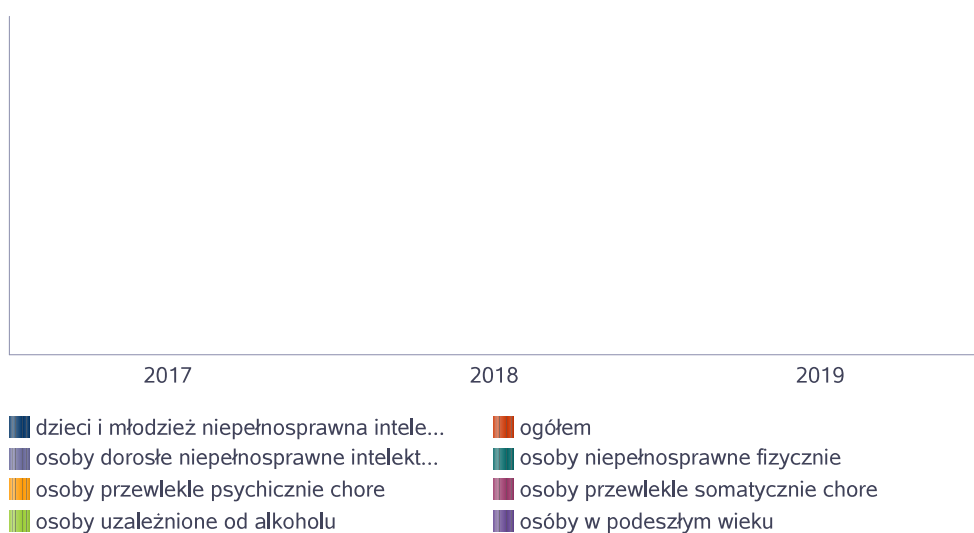 2017 2018 2019
dzieci i młodzież niepełnosprawna intele... ogółem
osoby dorosłe niepełnosprawne intelekt... osoby niepełnosprawne fizycznie
osoby przewlekle psychicznie chore osoby przewlekle somatycznie chore
osoby uzależnione od alkoholu osóby w podeszłym wieku